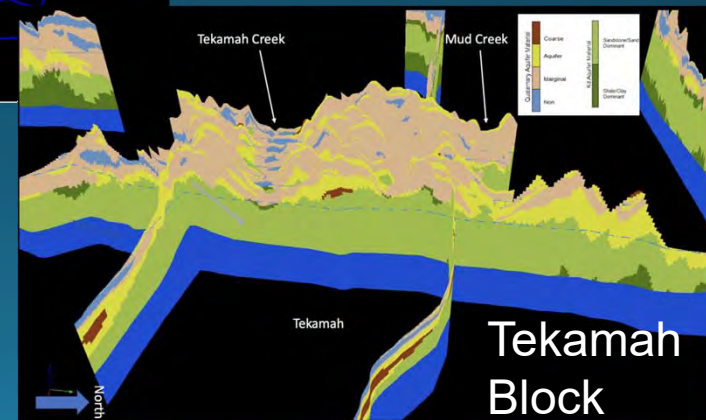 Tekamah Creek
Mud Creek
Quaternary Aquifer Material
Coarse
Aquifer
Marginal
Non
Kd Aquifer Material
Sandstone/Sand
Dominant
Shale/Clay
Dominant
Tekamah
North
Tekamah
Block